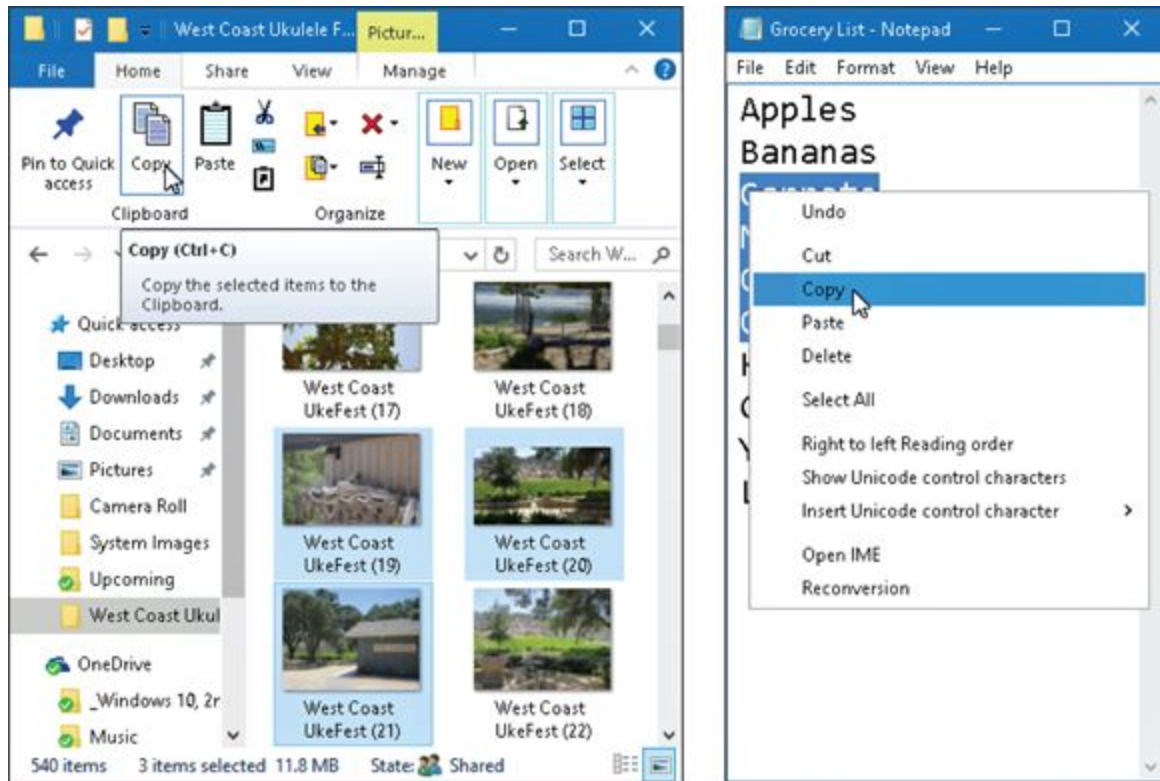 West Coast Ukulele F...
Pictur...
File
Home
Share
View
Manage
Pin to Quick
access
Copy
Paste
New
Open
Select
Clipboard
Organize
Copy (Ctrl+C)
Copy the selected items to the
Clipboard.
Search W...
Quick access
Desktop
Downloads
Documents
Pictures
Camera Roll
System Images
Upcoming
West Coast Ukul
OneDrive
_Windows 10, 2r
Music
West Coast
UkeFest (17)
West Coast
UkeFest (18)
West Coast
UkeFest (19)
West Coast
UkeFest (20)
West Coast
UkeFest (21)
West Coast
UkeFest (22)
540 items 3 items selected 11.8 MB State: Shared
Grocery List - Notepad
File Edit Format View Help
Apples
Bananas
Undo
Cut
Copy
Paste
Delete
Select All
Right to left Reading order
Show Unicode control characters
Insert Unicode control character
Open IME
Reconversion